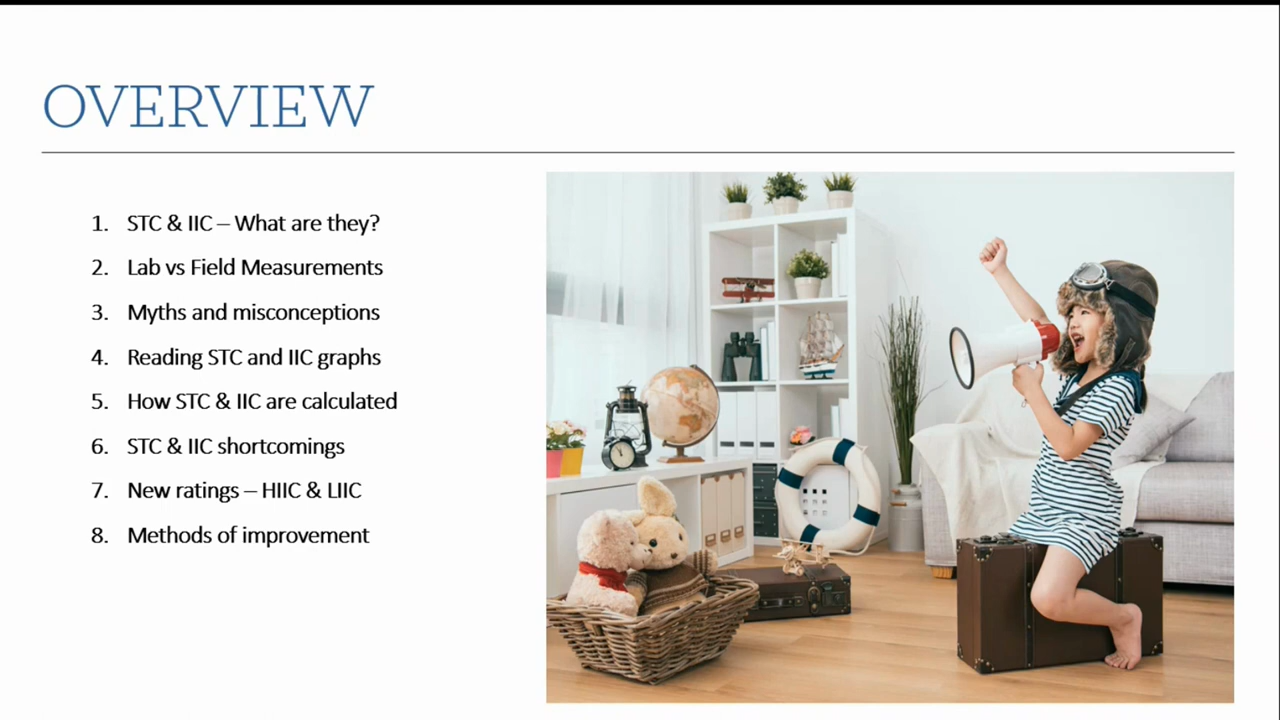 OVERVIEW
1. STC & IIC – What are they?
2. Lab vs Field Measurements
3. Myths and misconceptions
4. Reading STC and IIC graphs
5. How STC & IIC are calculated
6. STC & IIC shortcomings
7. New ratings – HIIC & LIIC
8. Methods of improvement